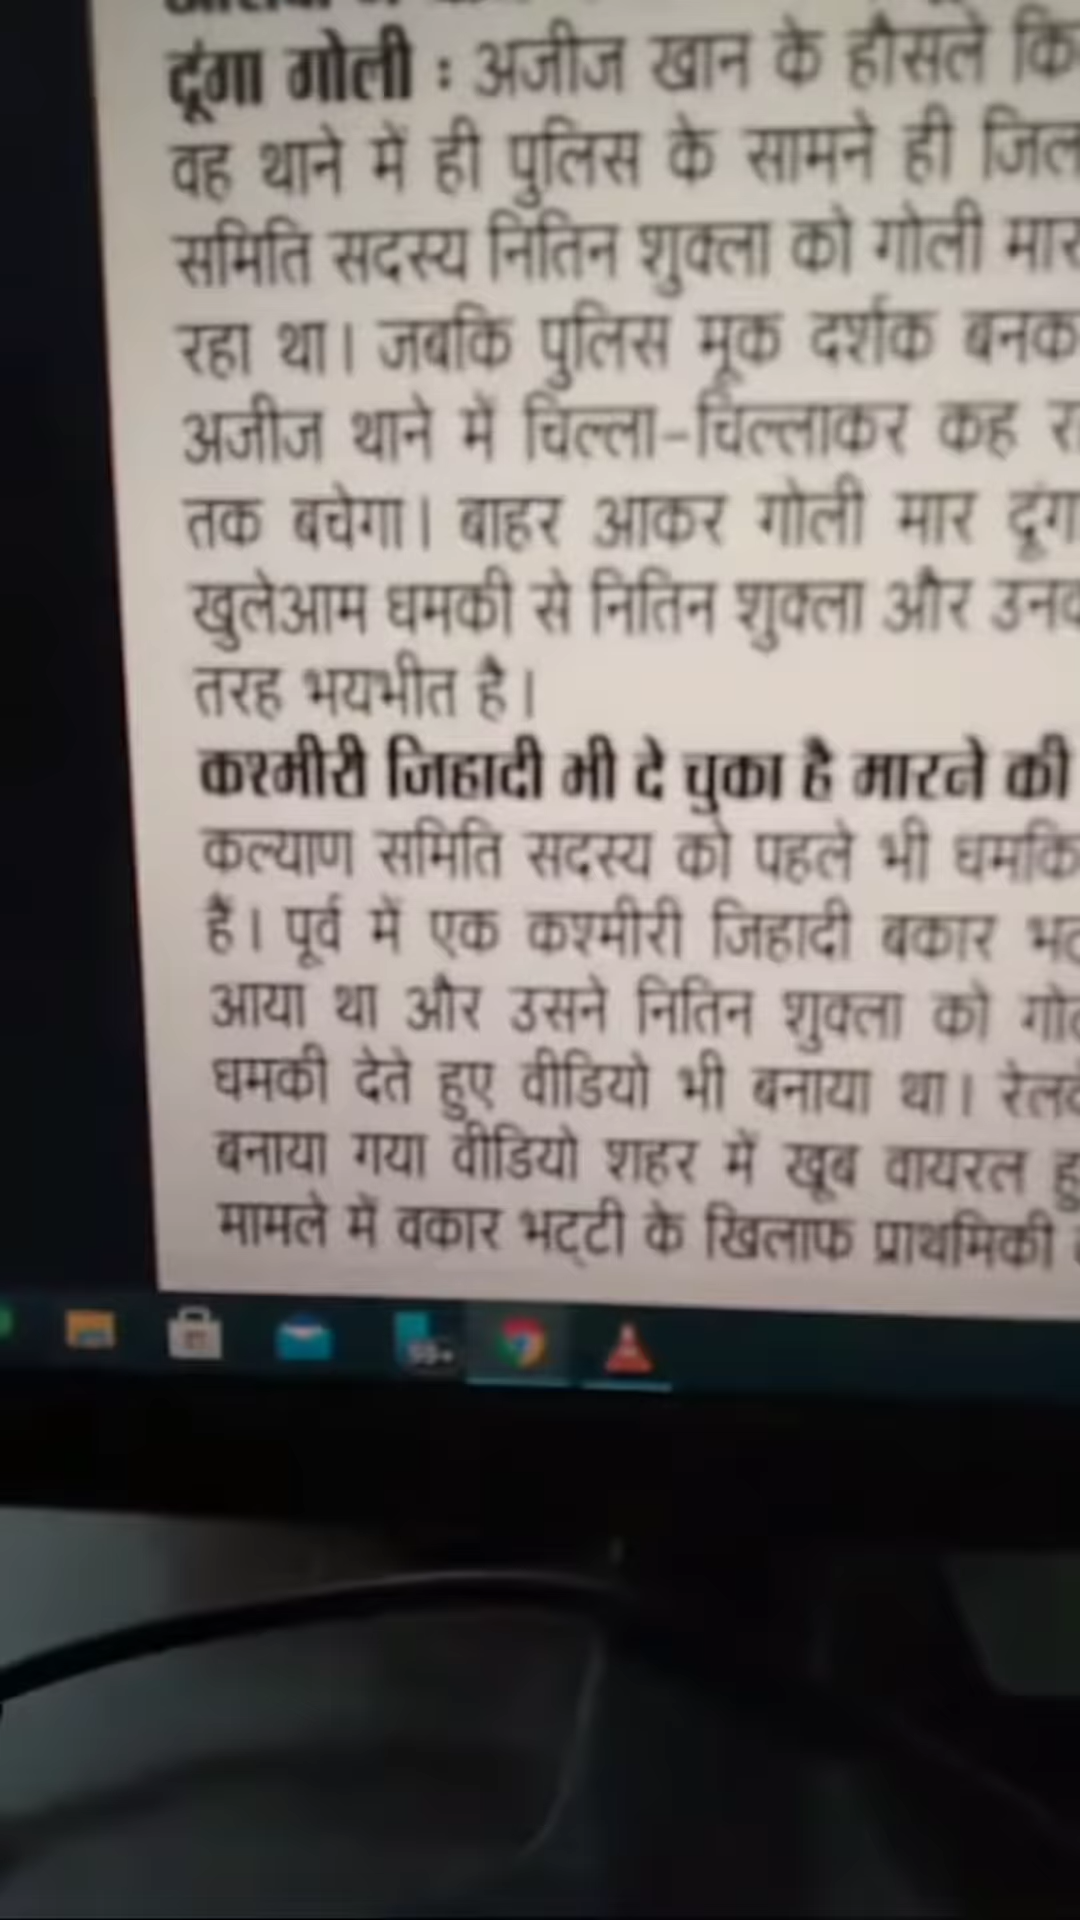 दूंगा गोली : अजीज खान के हौसले
वह थाने में ही पुलिस के सामने ही
समिति सदस्य नितिन शुक्ला को गोली मार
रहा था। जबकि पुलिस मूक दर्शक
अजीज थाने में चिल्ला-चिल्लाकर कह
तक बचेगा। बाहर आकर गोली मार
खुलेआम धमकी से नितिन शुक्ला और
तरह भयभीत है।
कश्मीरी जिहादी भी दे चुका है मारने की
कल्याण समिति सदस्य को पहले भी
हैं। पूर्व में एक कश्मीरी जिहादी बकार
आया था और उसने नितिन शुक्ला को
धमकी देते हुए वीडियो भी बनाया था।
बनाया गया वीडियो शहर में खूब वायरल
मामले में वकार भट्टी के खिलाफ प्राथमिकी
99+